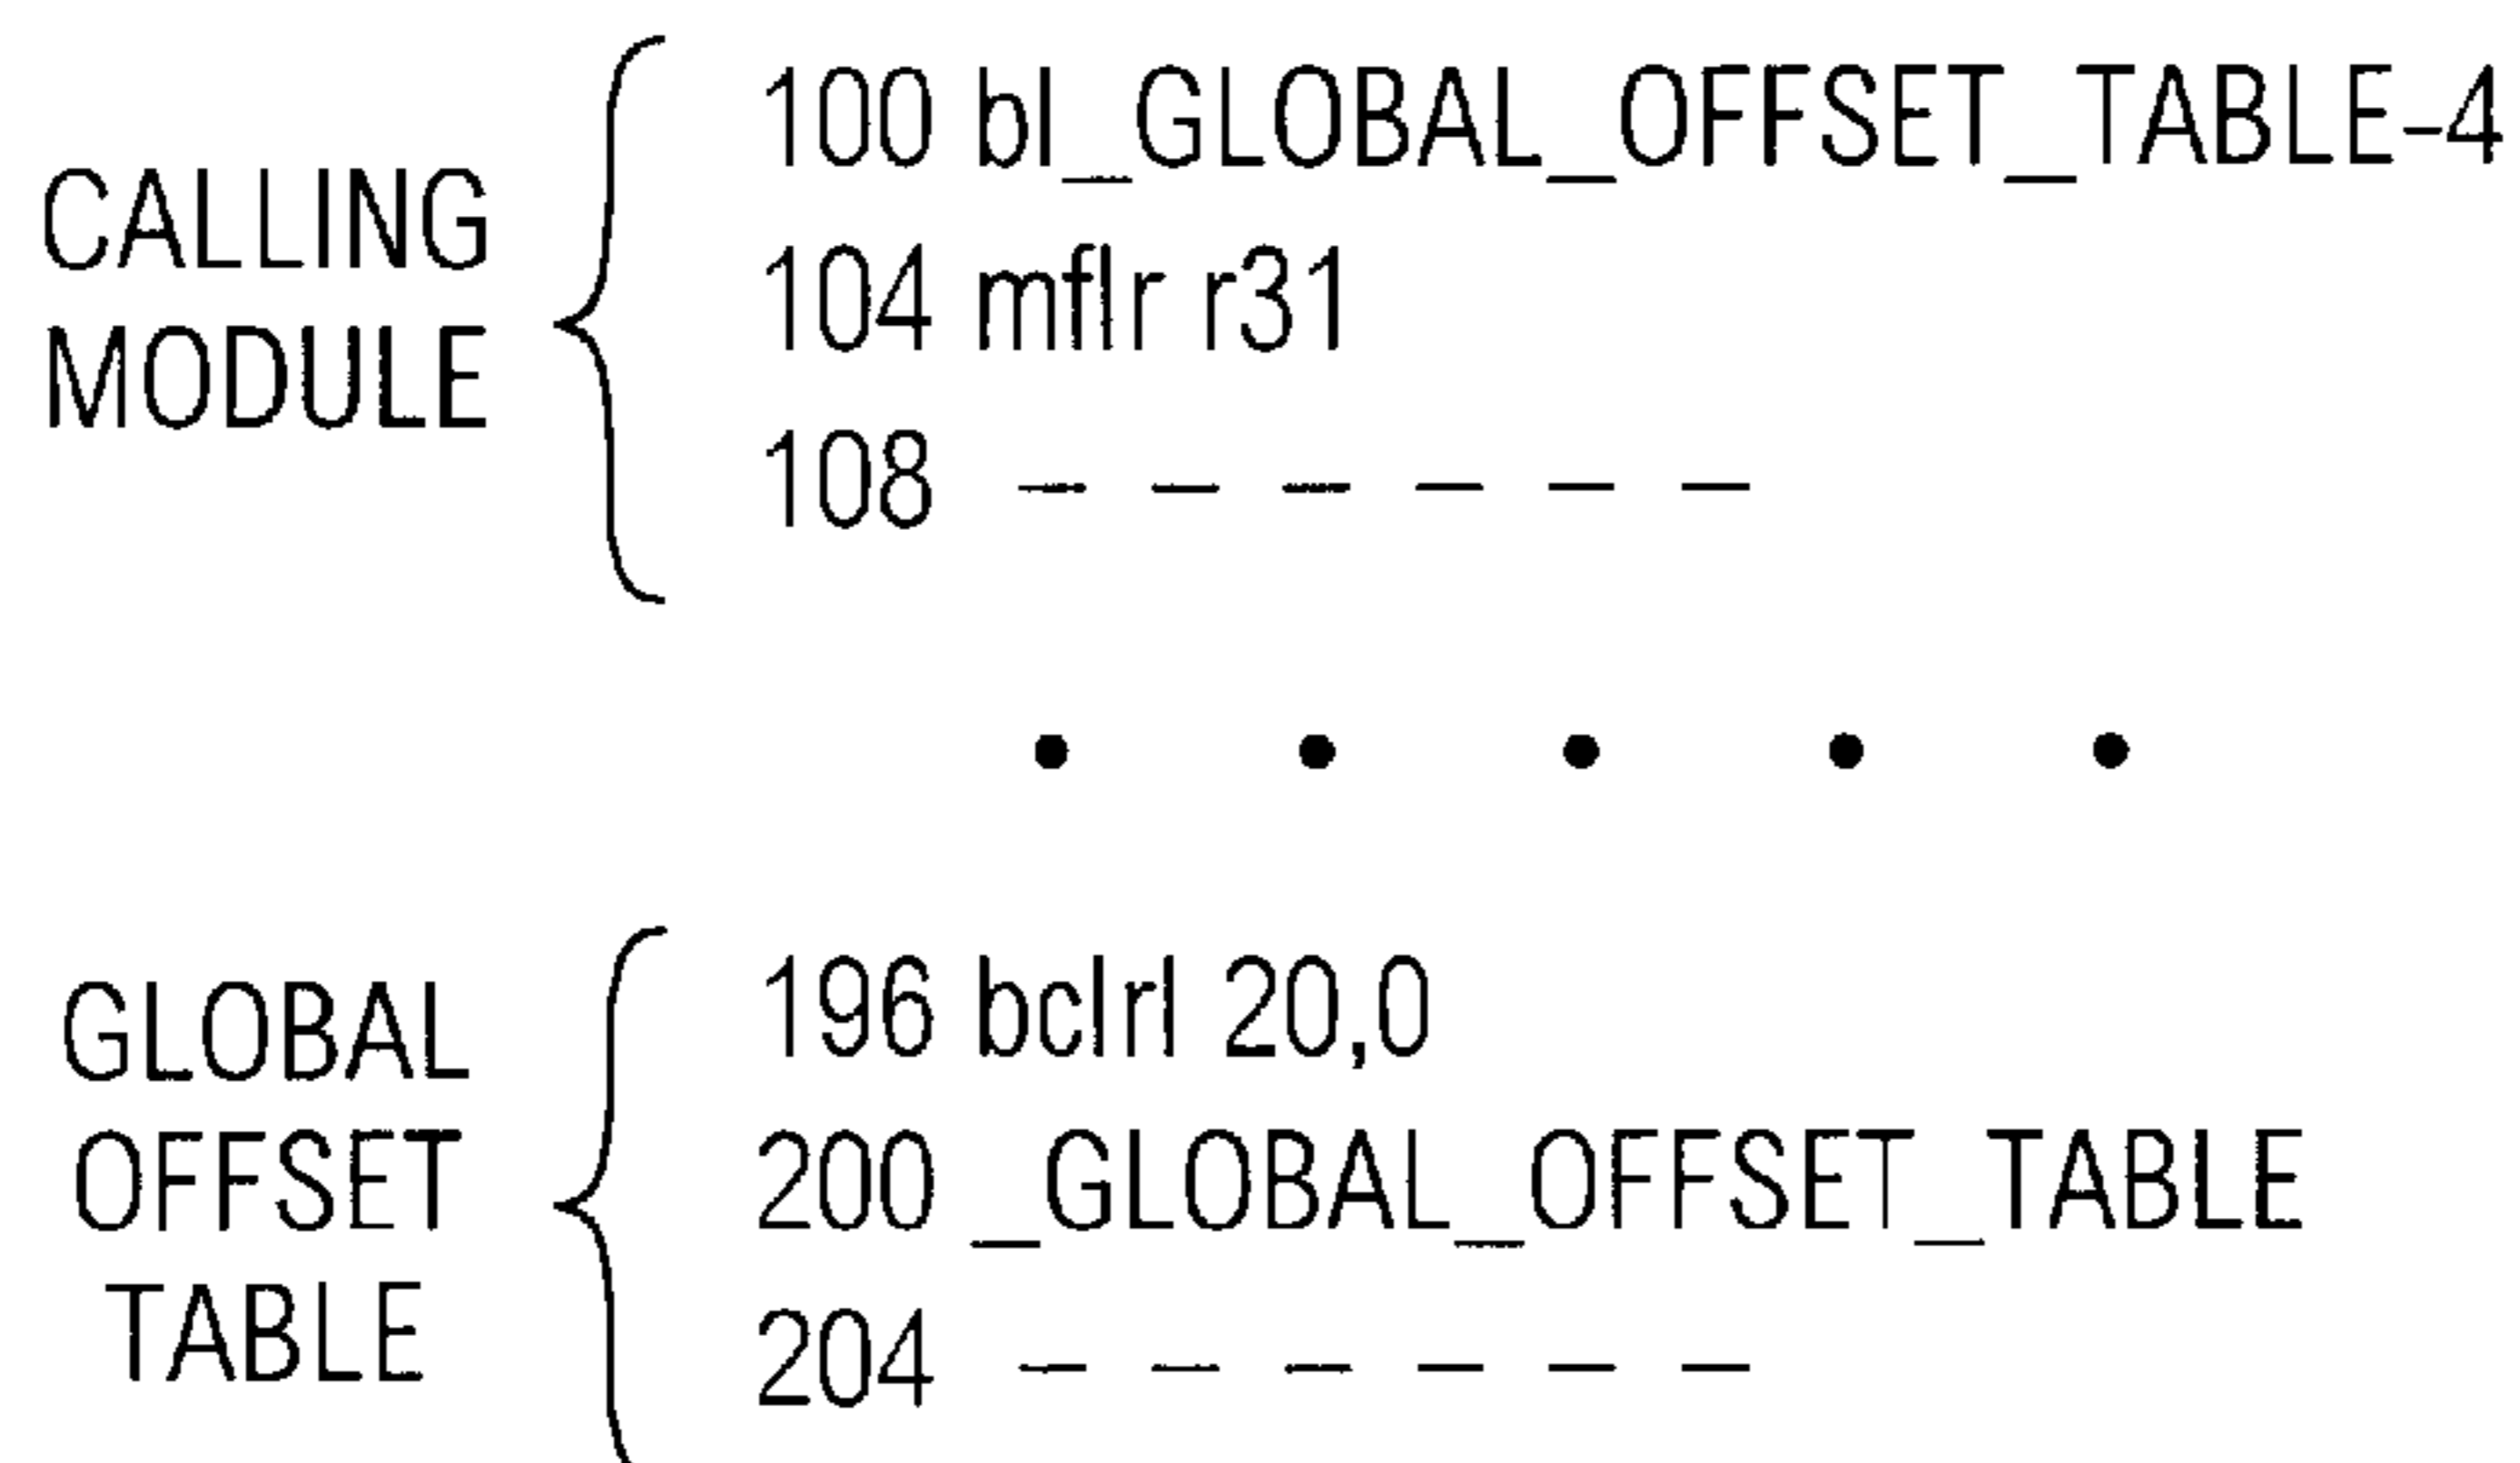 CALLING
MODULE
100 bl_GLOBAL_OFFSET_TABLE-4
104 mflr r31
108 – – – – – –
• • • • •
GLOBAL
OFFSET
TABLE
196 bclrl 20,0
200 _GLOBAL_OFFSET_TABLE
204 – – – – – –